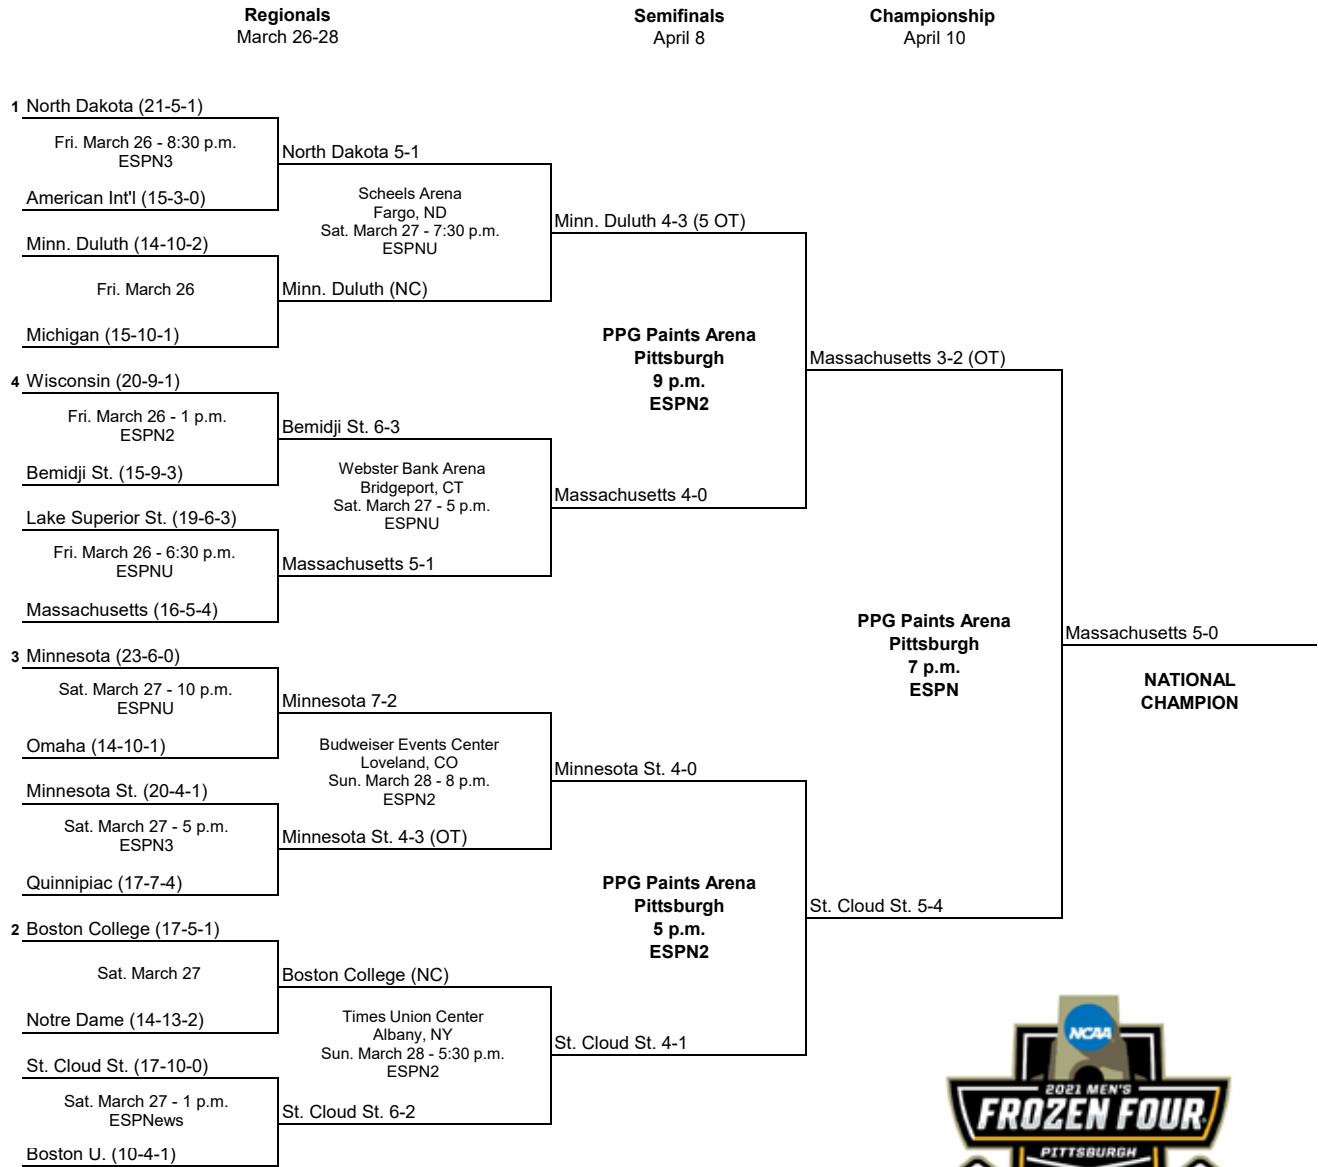 Regionals
March 26-28
Semifinals
April 8
Championship
April 10
1 North Dakota (21-5-1)
Fri. March 26 - 8:30 p.m.
ESPN3
American Int'l (15-3-0)
North Dakota 5-1
Scheels Arena
Fargo, ND
Sat. March 27 - 7:30 p.m.
ESPNU
Minn. Duluth (14-10-2)
Fri. March 26
Michigan (15-10-1)
Minn. Duluth (NC)
Minn. Duluth 4-3 (5 OT)
PPG Paints Arena
Pittsburgh
9 p.m.
ESPN2
4 Wisconsin (20-9-1)
Fri. March 26 - 1 p.m.
ESPN2
Bemidji St. (15-9-3)
Bemidji St. 6-3
Webster Bank Arena
Bridgeport, CT
Sat. March 27 - 5 p.m.
ESPNU
Lake Superior St. (19-6-3)
Fri. March 26 - 6:30 p.m.
ESPNU
Massachusetts (16-5-4)
Massachusetts 5-1
Massachusetts 4-0
Massachusetts 3-2 (OT)
PPG Paints Arena
Pittsburgh
7 p.m.
ESPN
Massachusetts 5-0
NATIONAL
CHAMPION
3 Minnesota (23-6-0)
Sat. March 27 - 10 p.m.
ESPNU
Omaha (14-10-1)
Minnesota 7-2
Budweiser Events Center
Loveland, CO
Sun. March 28 - 8 p.m.
ESPN2
Minnesota St. (20-4-1)
Sat. March 27 - 5 p.m.
ESPN3
Quinnipiac (17-7-4)
Minnesota St. 4-3 (OT)
Minnesota St. 4-0
PPG Paints Arena
Pittsburgh
5 p.m.
ESPN2
St. Cloud St. 5-4
2 Boston College (17-5-1)
Sat. March 27
Notre Dame (14-13-2)
Boston College (NC)
Times Union Center
Albany, NY
Sun. March 28 - 5:30 p.m.
ESPN2
St. Cloud St. (17-10-0)
Sat. March 27 - 1 p.m.
ESPNews
Boston U. (10-4-1)
St. Cloud St. 6-2
St. Cloud St. 4-1
NCAA
2021 MEN'S
FROZEN FOUR
PITTSBURGH